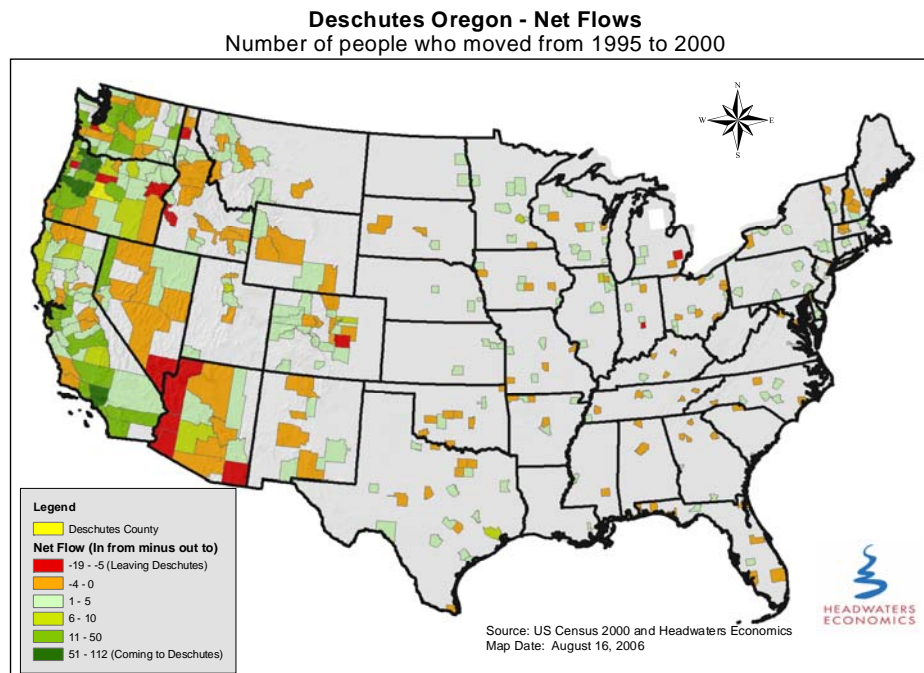 Deschutes Oregon - Net Flows
Number of people who moved from 1995 to 2000
N
W E
S
Legend
Deschutes County
Net Flow (In from minus out to)
-19 - -5 (Leaving Deschutes)
-4 - 0
1 - 5
6 - 10
11 - 50
51 - 112 (Coming to Deschutes)
Source: US Census 2000 and Headwaters Economics
Map Date: August 16, 2006
HEADWATERS
ECONOMICS